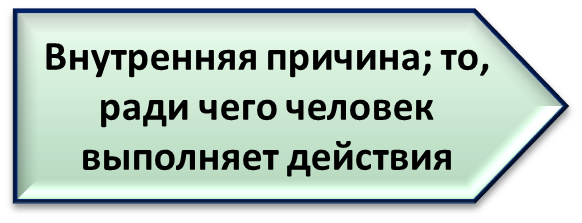 Внутренняя причина; то,
ради чего человек
выполняет действия